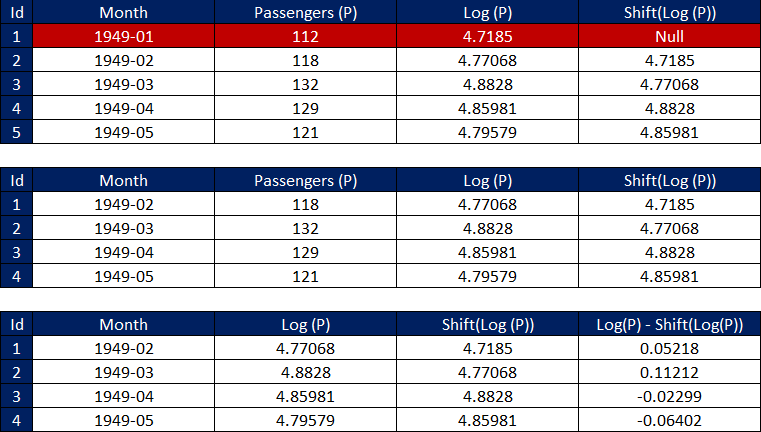 Id Month Passengers (P) Log (P) Shift(Log (P))
1 1949-01 112 4.7185 Null
2 1949-02 118 4.77068 4.7185
3 1949-03 132 4.8828 4.77068
4 1949-04 129 4.85981 4.8828
5 1949-05 121 4.79579 4.85981
Id Month Passengers (P) Log (P) Shift(Log (P))
1 1949-02 118 4.77068 4.7185
2 1949-03 132 4.8828 4.77068
3 1949-04 129 4.85981 4.8828
4 1949-05 121 4.79579 4.85981
Id Month Log (P) Shift(Log (P)) Log(P) - Shift(Log(P))
1 1949-02 4.77068 4.7185 0.05218
2 1949-03 4.8828 4.77068 0.11212
3 1949-04 4.85981 4.8828 -0.02299
4 1949-05 4.79579 4.85981 -0.06402